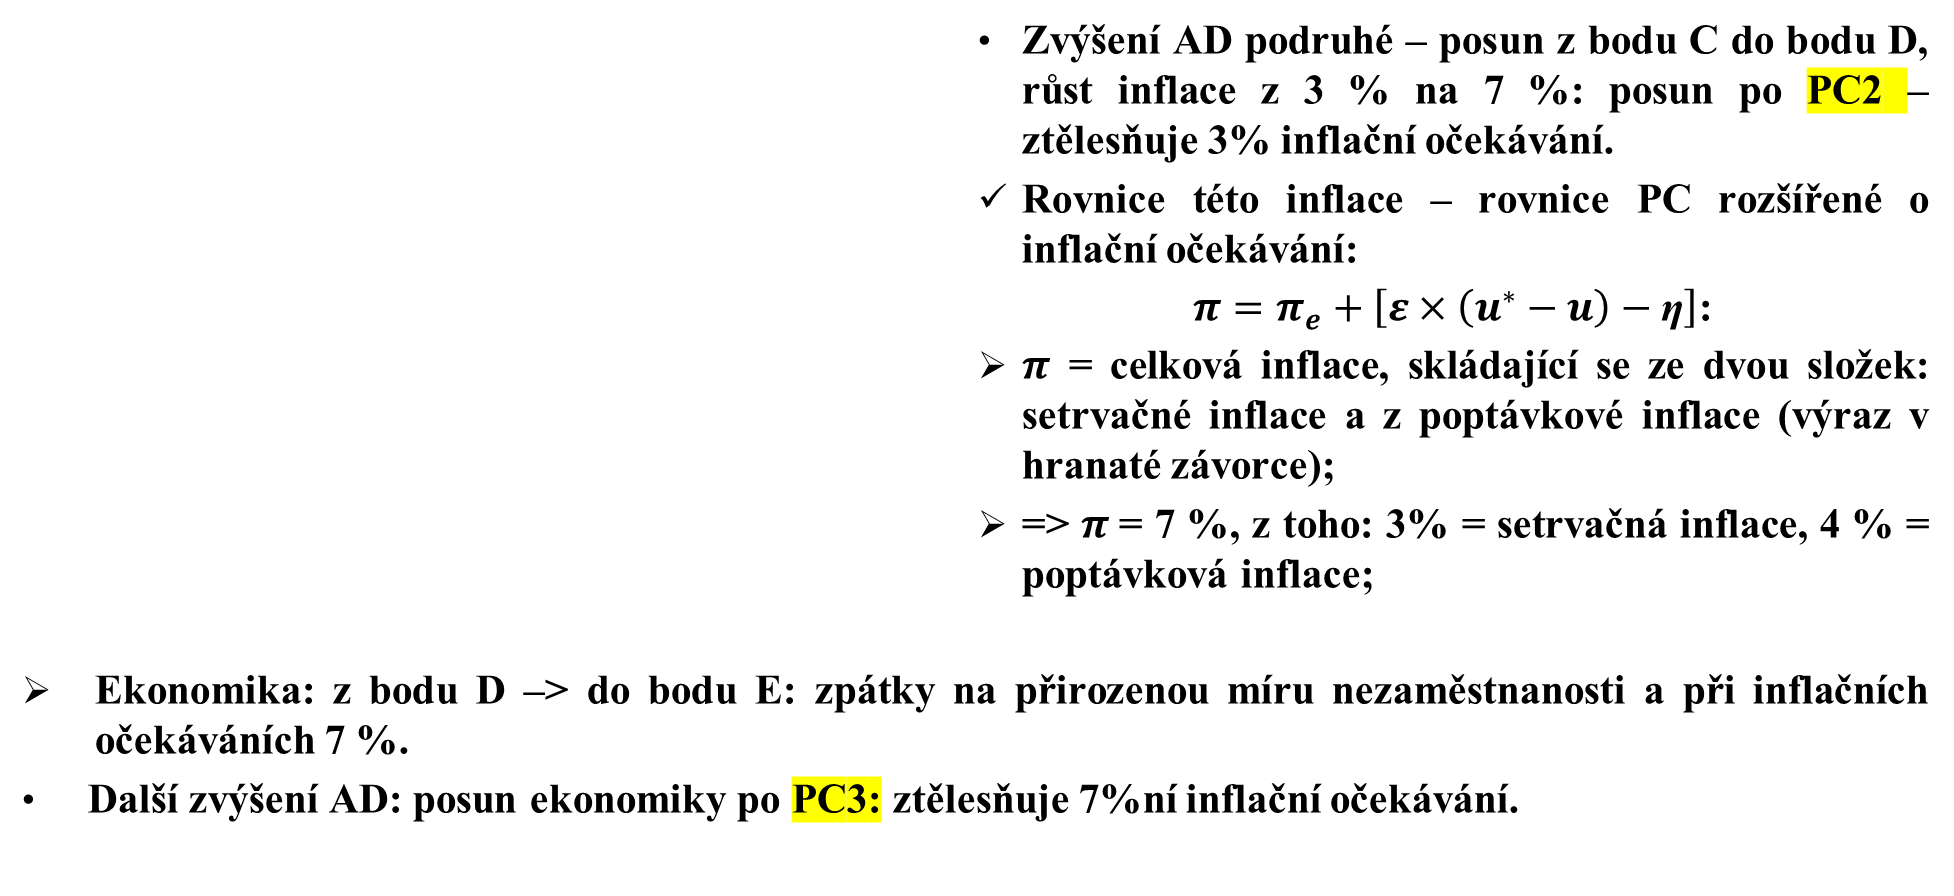 • Zvýšení AD podruhé – posun z bodu C do bodu D,
růst inflace z 3 % na 7 %: posun po PC2 –
ztělesňuje 3% inflační očekávání.
✓ Rovnice této inflace – rovnice PC rozšířené o
inflační očekávání:
π = πₑ + [ε × (u* − u) − η]:
➢ π = celková inflace, skládající se ze dvou složek:
setrvačné inflace a z poptávkové inflace (výraz v
hranaté závorce);
➢ => π = 7 %, z toho: 3% = setrvačná inflace, 4 % =
poptávková inflace;
➢ Ekonomika: z bodu D –> do bodu E: zpátky na přirozenou míru nezaměstnanosti a při inflačních
očekáváních 7 %.
• Další zvýšení AD: posun ekonomiky po PC3: ztělesňuje 7%ní inflační očekávání.